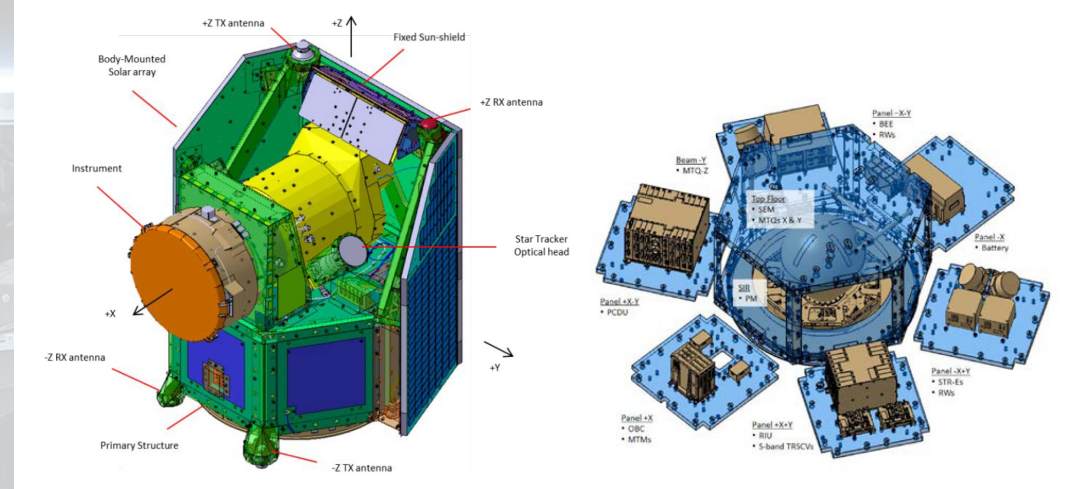 +Z TX antenna
+Z
Fixed Sun-shield
Body-Mounted
Solar array
+Z RX antenna
Instrument
Star Tracker
Optical head
+X
-Z RX antenna
+Y
Primary Structure
-Z TX antenna
Panel -X-Y
• BEE
• RWs
Beam -Y
• MTQ-Z
Top Floor
• SEM
• MTQs X & Y
Panel -X
• Battery
SIR
• PM
Panel +X-Y
• PCDU
Panel -X+Y
• STR-Es
• RWs
Panel +X
• OBC
• MTMs
Panel +X+Y
• RIU
• S-band TRSCVs